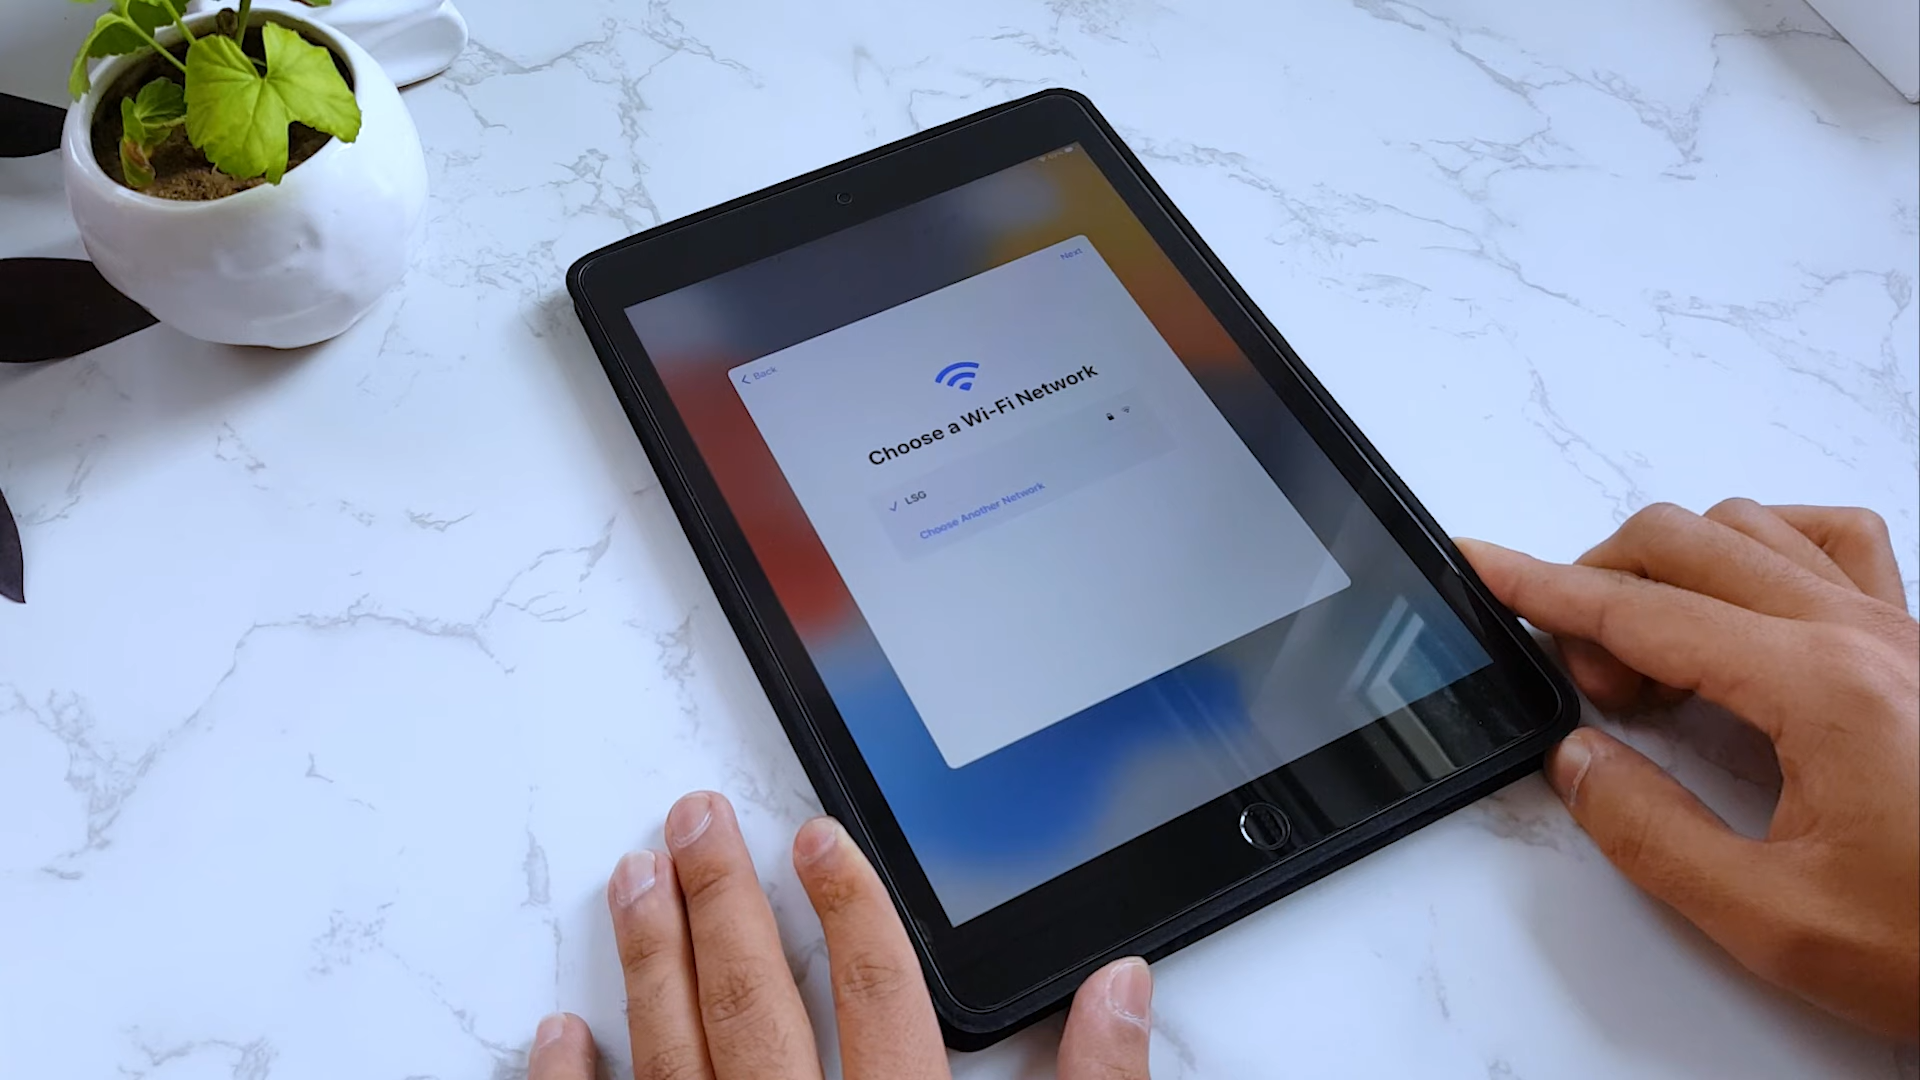 Next
Back
Choose a Wi-Fi Network
LSG
Choose Another Network